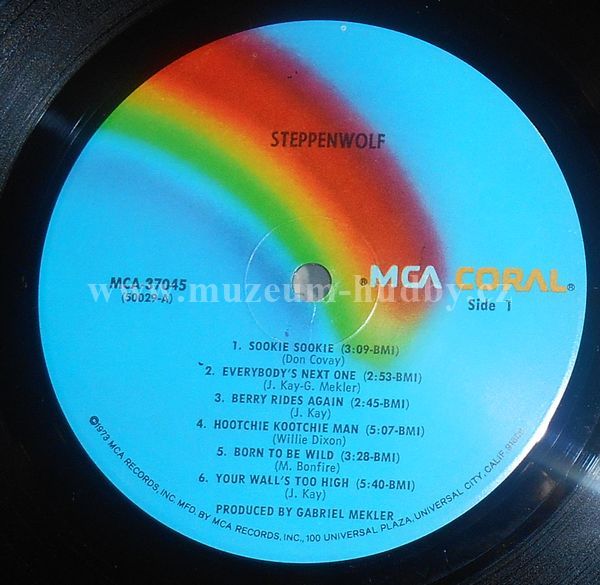 STEPPENWOLF
MCA-37045
(50029-A)
®MCA CORAL®
Side 1
www.muzeum-hudby.cz
1. SOOKIE SOOKIE (3:09-BMI)
(Don Covay)
2. EVERYBODY'S NEXT ONE (2:53-BMI)
(J. Kay-G. Mekler)
3. BERRY RIDES AGAIN (2:45-BMI)
(J. Kay)
4. HOOTCHIE KOOTCHIE MAN (5:07-BMI)
(Willie Dixon)
5. BORN TO BE WILD (3:28-BMI)
(M. Bonfire)
6. YOUR WALL'S TOO HIGH (5:40-BMI)
(J. Kay)
PRODUCED BY GABRIEL MEKLER
©1973 MCA RECORDS, INC. MFD. BY MCA RECORDS, INC., 100 UNIVERSAL PLAZA, UNIVERSAL CITY, CALIF.